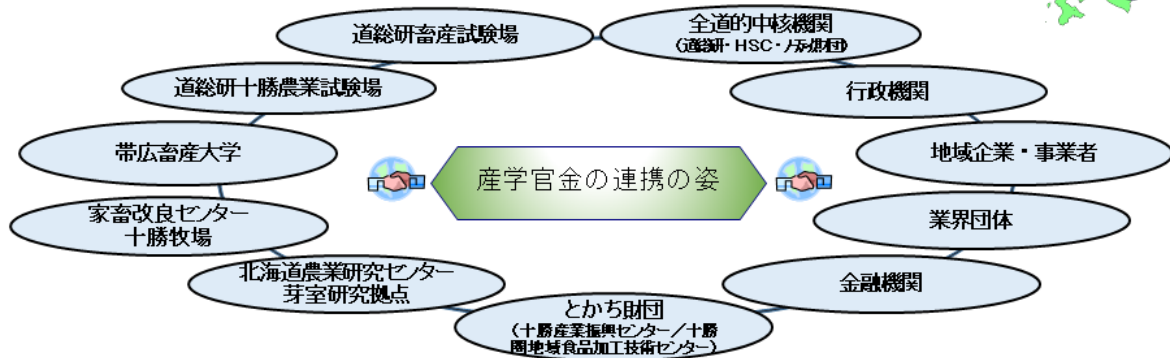 道総研畜産試験場
全道的中核機関
(道総研・HSC・ノーステック財団)
道総研十勝農業試験場
行政機関
帯広畜産大学
産学官金の連携の姿
地域企業・事業者
家畜改良センター
十勝牧場
業界団体
北海道農業研究センター
芽室研究拠点
金融機関
とかち財団
(十勝産業振興センター/十勝
圏地域食品加工技術センター)